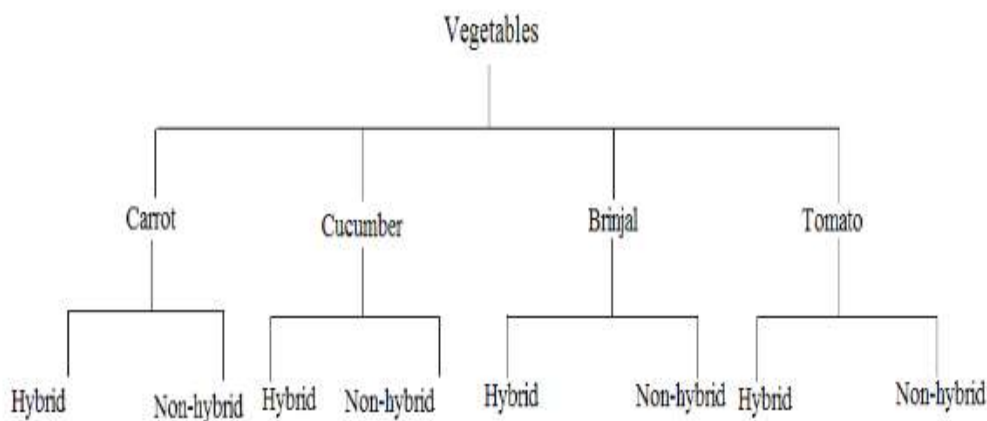 Vegetables
Carrot Cucumber Brinjal Tomato
Hybrid Non-hybrid Hybrid Non-hybrid Hybrid Non-hybrid Hybrid Non-hybrid